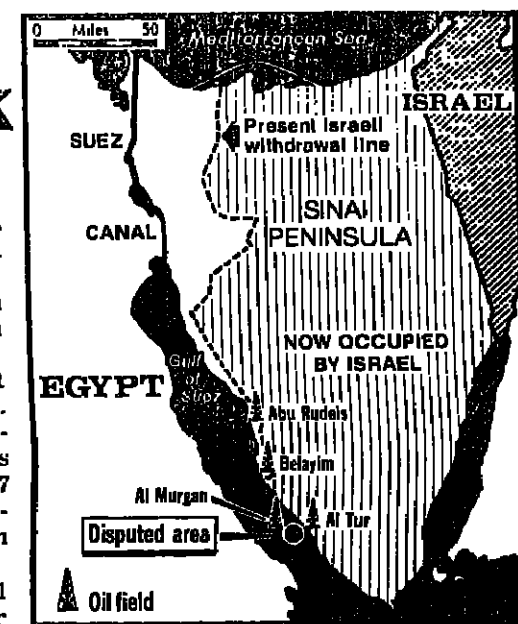 0 Miles 50
Mediterranean Sea
ISRAEL
Present Israeli
withdrawal line
SUEZ
CANAL
SINAI
PENINSULA
NOW OCCUPIED
BY ISRAEL
Gulf
of
Suez
EGYPT
Abu Rudeis
Belayim
Al Murgan
Al Tur
Disputed area
Oil field